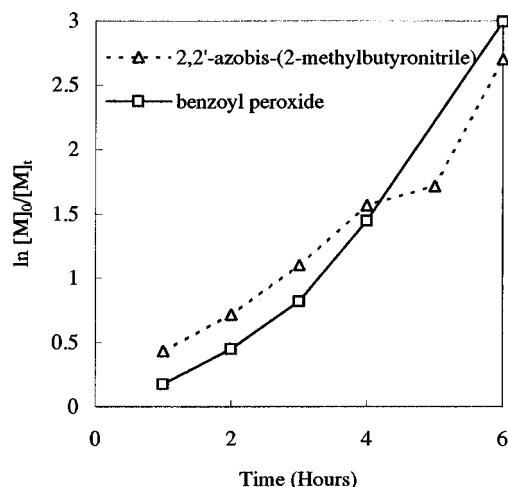 3
2,2'-azobis-(2-methylbutyronitrile)
2.5
benzoyl peroxide
2
ln [M]0/[M]t
1.5
1
0.5
0
0 2 4 6
Time (Hours)